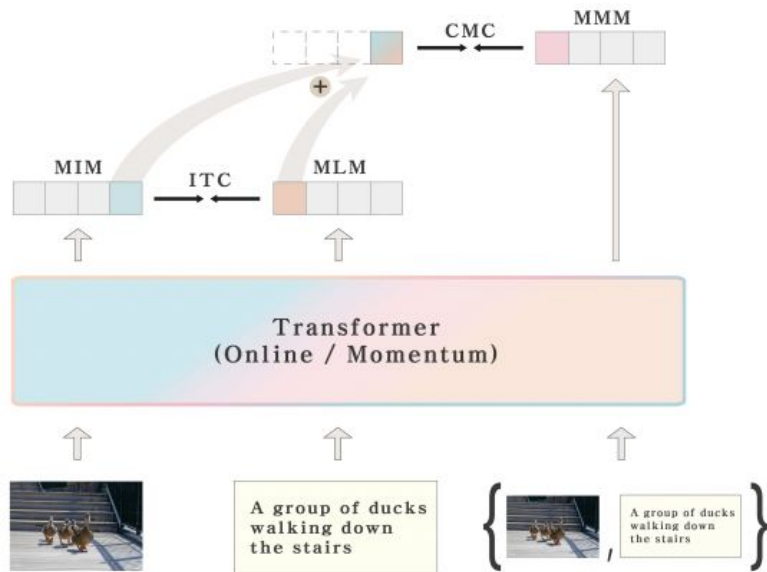 CMC
MMM
+
MIM
ITC
MLM
Transformer
(Online / Momentum)
A group of ducks
walking down
the stairs
{
,
A group of ducks
walking down
the stairs
}